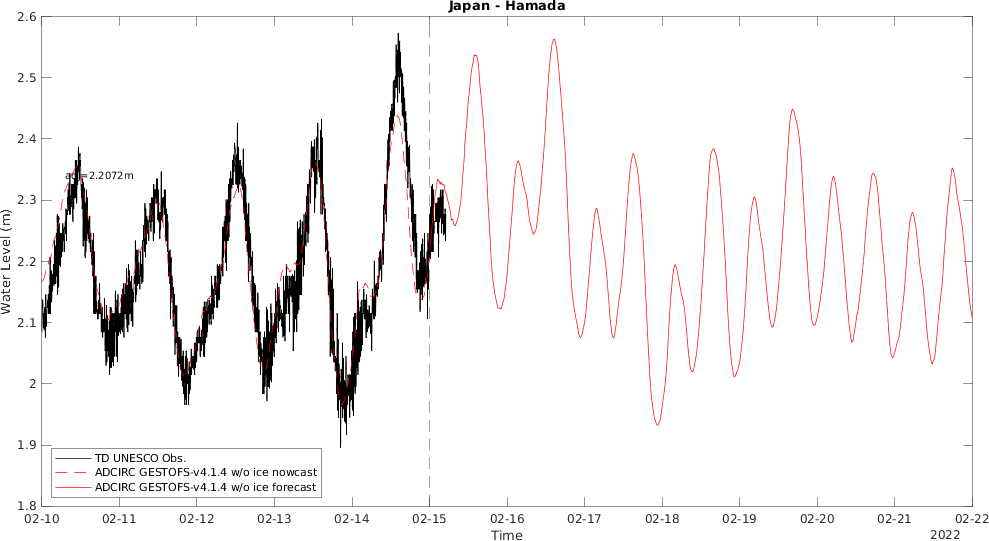 Japan - Hamada
2.6
2.5
2.4
2.3
2.2
2.1
2
1.9
1.8
Water Level (m)
=2.2072m
TD UNESCO Obs.
ADCIRC GESTOFS-v4.1.4 w/o ice nowcast
ADCIRC GESTOFS-v4.1.4 w/o ice forecast
02-10 02-11 02-12 02-13 02-14 02-15 02-16 02-17 02-18 02-19 02-20 02-21 02-22
Time
2022